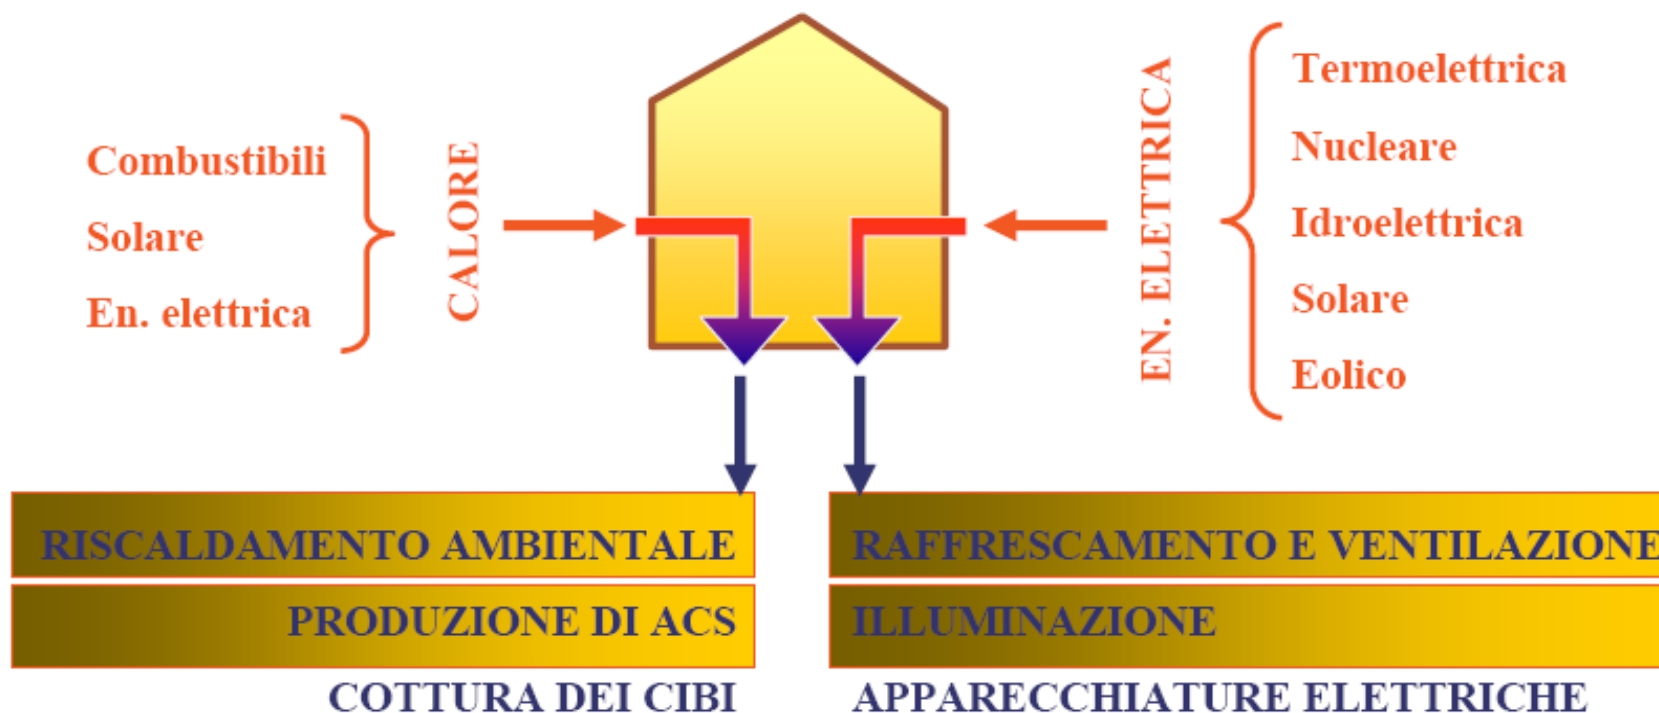 Combustibili
Solare
En. elettrica
CALORE
EN. ELETTRICA
Termoelettrica
Nucleare
Idroelettrica
Solare
Eolico
RISCALDAMENTO AMBIENTALE
PRODUZIONE DI ACS
COTTURA DEI CIBI
RAFFRESCAMENTO E VENTILAZIONE
ILLUMINAZIONE
APPARECCHIATURE ELETTRICHE